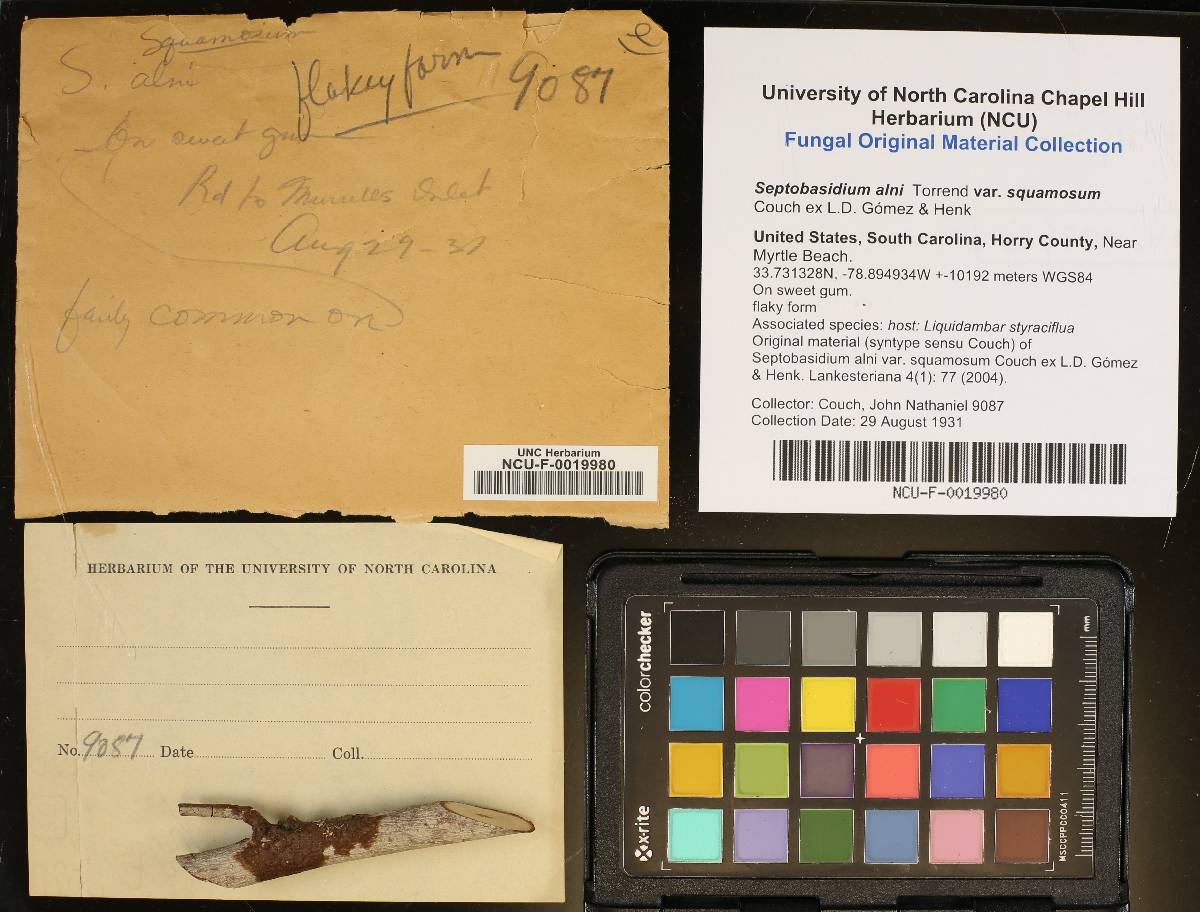 Squamosum
S. alni
flakey form 9087
On sweet gum
Rd to Murrells Inlet
Aug 29-31
fairly common on
UNC Herbarium
NCU-F-0019980
University of North Carolina Chapel Hill
Herbarium (NCU)
Fungal Original Material Collection
Septobasidium alni Torrend var. squamosum
Couch ex L.D. Gómez & Henk
United States, South Carolina, Horry County, Near
Myrtle Beach.
33.731328N, -78.894934W +-10192 meters WGS84
On sweet gum.
flaky form
Associated species: host: Liquidambar styraciflua
Original material (syntype sensu Couch) of
Septobasidium alni var. squamosum Couch ex L.D. Gómez
& Henk. Lankesteriana 4(1): 77 (2004).
Collector: Couch, John Nathaniel 9087
Collection Date: 29 August 1931
NCU-F-0019980
HERBARIUM OF THE UNIVERSITY OF NORTH CAROLINA
No. 9087 Date Coll.
colorchecker
x-rite
mm
MSCCPPCC0411